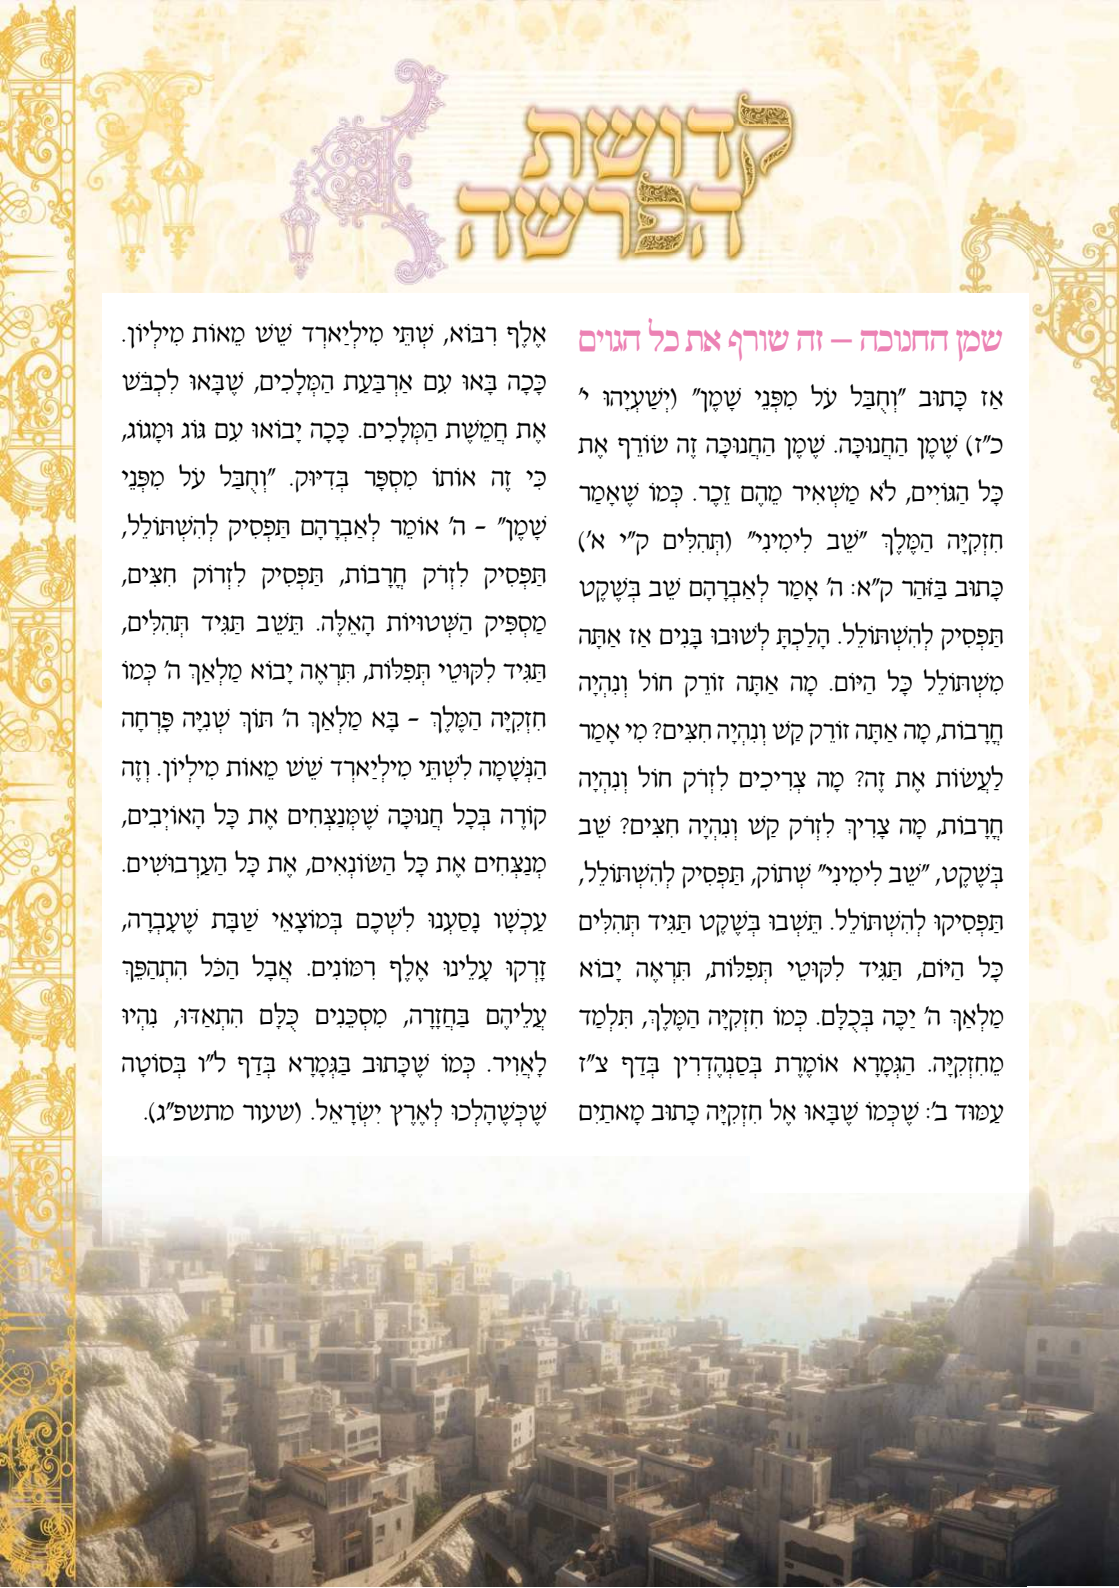 קדושת
הפרשה
שמן החנוכה – זה שורף את כל הגוים
אַז כָּתוּב "וְחֻבַּל עֹל מִפְּנֵי שָׁמֶן" (יְשַׁעְיָהוּ י'
כ"ז) שֶׁמֶן הַחֲנוּכָּה. שֶׁמֶן הַחֲנוּכָּה זֶה שׂוֹרֵף אֶת
כָּל הַגּוֹיִים, לֹא מַשְׁאִיר מֵהֶם זֵכֶר. כְּמוֹ שֶׁאָמַר
חִזְקִיָּה הַמֶּלֶךְ "שֵׁב לִימִינִי" (תְּהִלִּים ק"י א')
כָּתוּב בַּזֹּהַר ק"א: ה' אָמַר לְאַבְרָהָם שֵׁב בְּשֶׁקֶט
תַּפְסִיק לְהִשְׁתּוֹלֵל. הָלַכְתָּ לְשׁוּבוּ בָּנִים אַז אַתָּה
מִשְׁתּוֹלֵל כָּל הַיּוֹם. מָה אַתָּה זוֹרֵק חוֹל וְנִהְיָה
חֲרָבוֹת, מָה אַתָּה זוֹרֵק קַשׁ וְנִהְיָה חִצִּים? מִי אָמַר
לַעֲשׂוֹת אֶת זֶה? מָה צְרִיכִים לִזְרֹק חוֹל וְנִהְיָה
חֲרָבוֹת, מָה צָרִיךְ לִזְרֹק קַשׁ וְנִהְיָה חִצִּים? שֵׁב
בְּשֶׁקֶט, "שֵׁב לִימִינִי" שְׁתוֹק, תַּפְסִיק לְהִשְׁתּוֹלֵל,
תַּפְסִיקוּ לְהִשְׁתּוֹלֵל. תֵּשְׁבוּ בְּשֶׁקֶט תַּגִּיד תְּהִלִּים
כָּל הַיּוֹם, תַּגִּיד לִקּוּטֵי תְּפִלּוֹת, תִּרְאֶה יָבוֹא
מַלְאַךְ ה' יַכֶּה בְּכֻלָּם. כְּמוֹ חִזְקִיָּה הַמֶּלֶךְ, תִּלְמַד
מֵחִזְקִיָּה. הַגְּמָרָא אוֹמֶרֶת בְּסַנְהֶדְרִין בְּדַף צ"ז
עַמּוּד ב': שֶׁכְּמוֹ שֶׁבָּאוּ אֶל חִזְקִיָּה כָּתוּב מָאתַיִם
אֶלֶף רִבּוֹא, שְׁתֵּי מִילְיַארְד שֵׁשׁ מֵאוֹת מִילְיוֹן.
כָּכָה בָּאוּ עִם אַרְבַּעַת הַמְּלָכִים, שֶׁבָּאוּ לִכְבֹּשׁ
אֶת חֲמֵשֶׁת הַמְּלָכִים. כָּכָה יָבוֹאוּ עִם גּוֹג וּמָגוֹג,
כִּי זֶה אוֹתוֹ מִסְפָּר בְּדִיּוּק. "וְחֻבַּל עֹל מִפְּנֵי
שָׁמֶן" - ה' אוֹמֵר לְאַבְרָהָם תַּפְסִיק לְהִשְׁתּוֹלֵל,
תַּפְסִיק לִזְרֹק חֲרָבוֹת, תַּפְסִיק לִזְרוֹק חִצִּים,
מַסְפִּיק הַשְּׁטוּיּוֹת הָאֵלֶּה. תֵּשֵׁב תַּגִּיד תְּהִלִּים,
תַּגִּיד לִקּוּטֵי תְּפִלּוֹת, תִּרְאֶה יָבוֹא מַלְאַךְ ה' כְּמוֹ
חִזְקִיָּה הַמֶּלֶךְ - בָּא מַלְאַךְ ה' תּוֹךְ שְׁנִיָּה פָּרְחָה
הַנְּשָׁמָה לִשְׁתֵּי מִילְיַארְד שֵׁשׁ מֵאוֹת מִילְיוֹן. וְזֶה
קוֹרֶה בְּכָל חֲנוּכָּה שֶׁמְּנַצְּחִים אֶת כָּל הָאוֹיְבִים,
מְנַצְּחִים אֶת כָּל הַשּׂוֹנְאִים, אֶת כָּל הָעַרְבוּשִׁים.
עַכְשָׁו נָסַעְנוּ לִשְׁכֶם בְּמוֹצָאֵי שַׁבָּת שֶׁעָבְרָה,
זָרְקוּ עָלֵינוּ אֶלֶף רִמּוֹנִים. אֲבָל הַכֹּל הִתְהַפֵּךְ
עֲלֵיהֶם בַּחֲזָרָה, מִסְכֵּנִים כֻּלָּם הִתְאַדּוּ, נִהְיוּ
לָאֲוִיר. כְּמוֹ שֶׁכָּתוּב בַּגְּמָרָא בְּדַף ל"ו בְּסוֹטָה
שֶׁכְּשֶׁהָלְכוּ לְאֶרֶץ יִשְׂרָאֵל. (שעור מתשפ"ג).